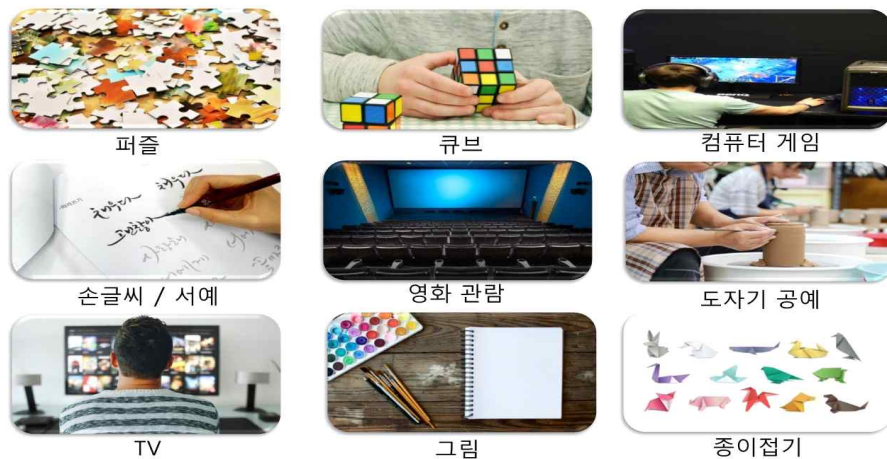 퍼즐
큐브
컴퓨터 게임
손글씨 / 서예
영화 관람
도자기 공예
TV
그림
종이접기